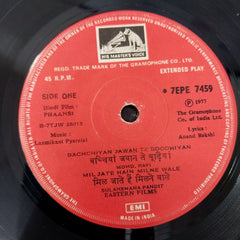 HIS MASTER'S VOICE
REGD. TRADE MARK OF THE GRAMOPHONE CO. LTD.
45 R.P.M.
EXTENDED PLAY
SIDE ONE
7EPE 7459
Hindi Film :
PHAANSI
℗ 1977
The Gramophone Co.
of India Ltd.
Music :
Laxmikant Pyarelal
Lyrics :
Anand Bakshi
BACHCHIYAN JAWAN TE BOODHIYAN
बच्चियाँ जवान ते बूढ़ियां
MOHD. RAFI
MIL JATE HAIN MILNE WALE
मिल जाते हैं मिलने वाले
SULAKSHANA PANDIT
EASTERN FILMS
EMI
MADE IN INDIA